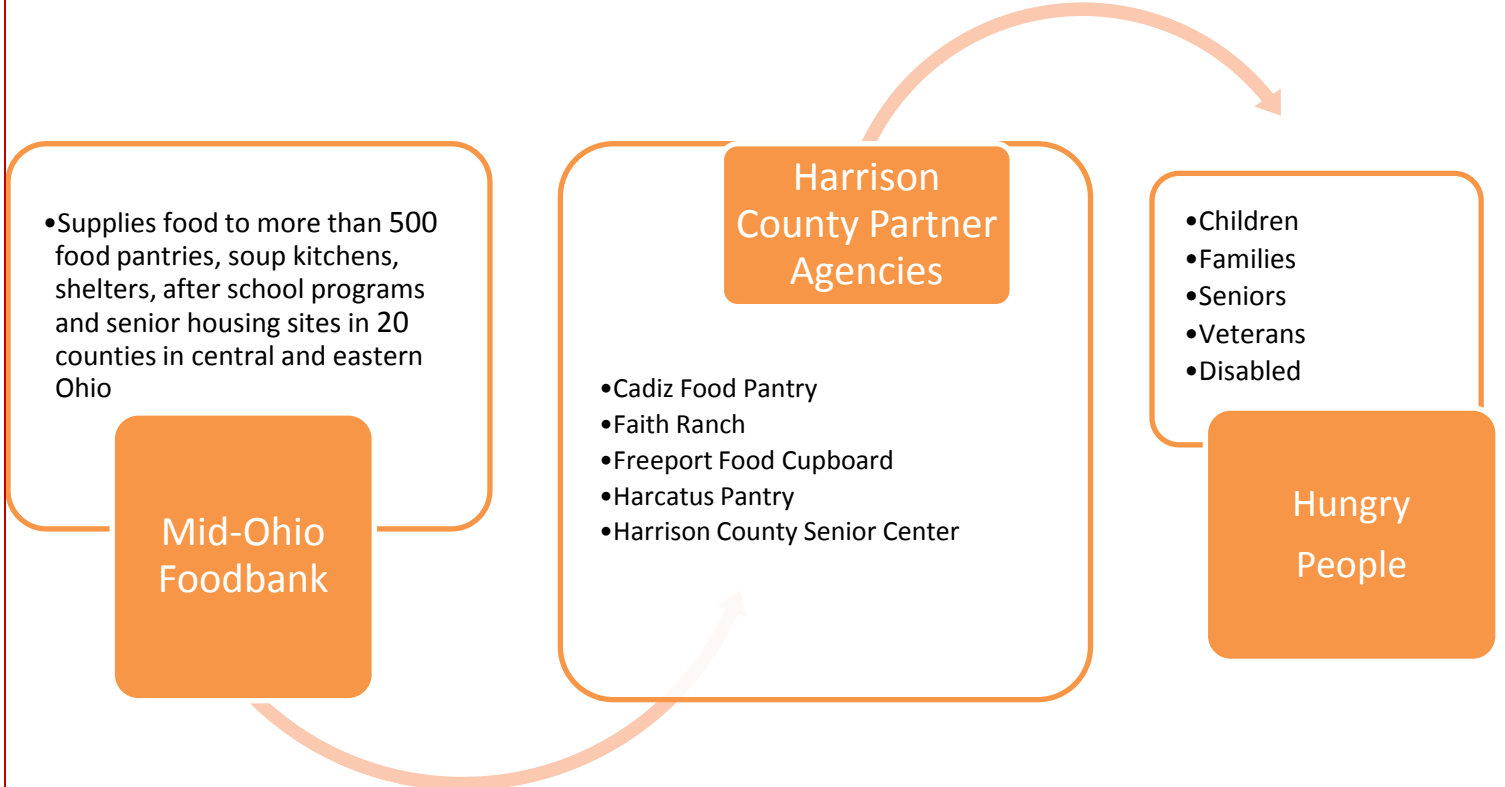 •Supplies food to more than 500
food pantries, soup kitchens,
shelters, after school programs
and senior housing sites in 20
counties in central and eastern
Ohio
Mid-Ohio
Foodbank
Harrison
County Partner
Agencies
•Cadiz Food Pantry
•Faith Ranch
•Freeport Food Cupboard
•Harcatus Pantry
•Harrison County Senior Center
•Children
•Families
•Seniors
•Veterans
•Disabled
Hungry
People